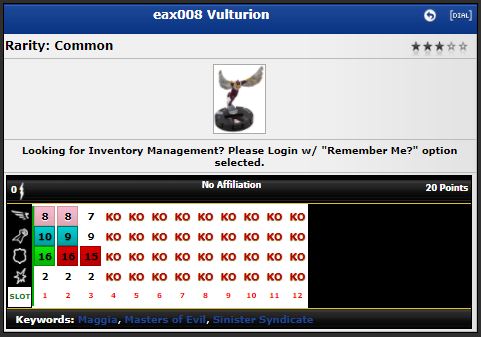 eax008 Vulturion
[DIAL]
Rarity: Common
Looking for Inventory Management? Please Login w/ "Remember Me?" option
selected.
0 No Affiliation 20 Points
8 8 7 KO KO KO KO KO KO KO KO KO
10 9 9 KO KO KO KO KO KO KO KO KO
16 16 15 KO KO KO KO KO KO KO KO KO
2 2 2 KO KO KO KO KO KO KO KO KO
SLOT 1 2 3 4 5 6 7 8 9 10 11 12
Keywords: Maggia, Masters of Evil, Sinister Syndicate